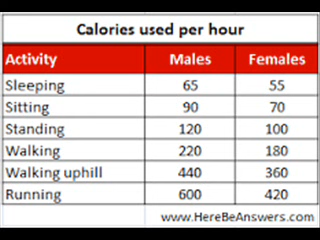 Calories used per hour
Activity Males Females
Sleeping 65 55
Sitting 90 70
Standing 120 100
Walking 220 180
Walking uphill 440 360
Running 600 420
www.HereBeAnswers.com